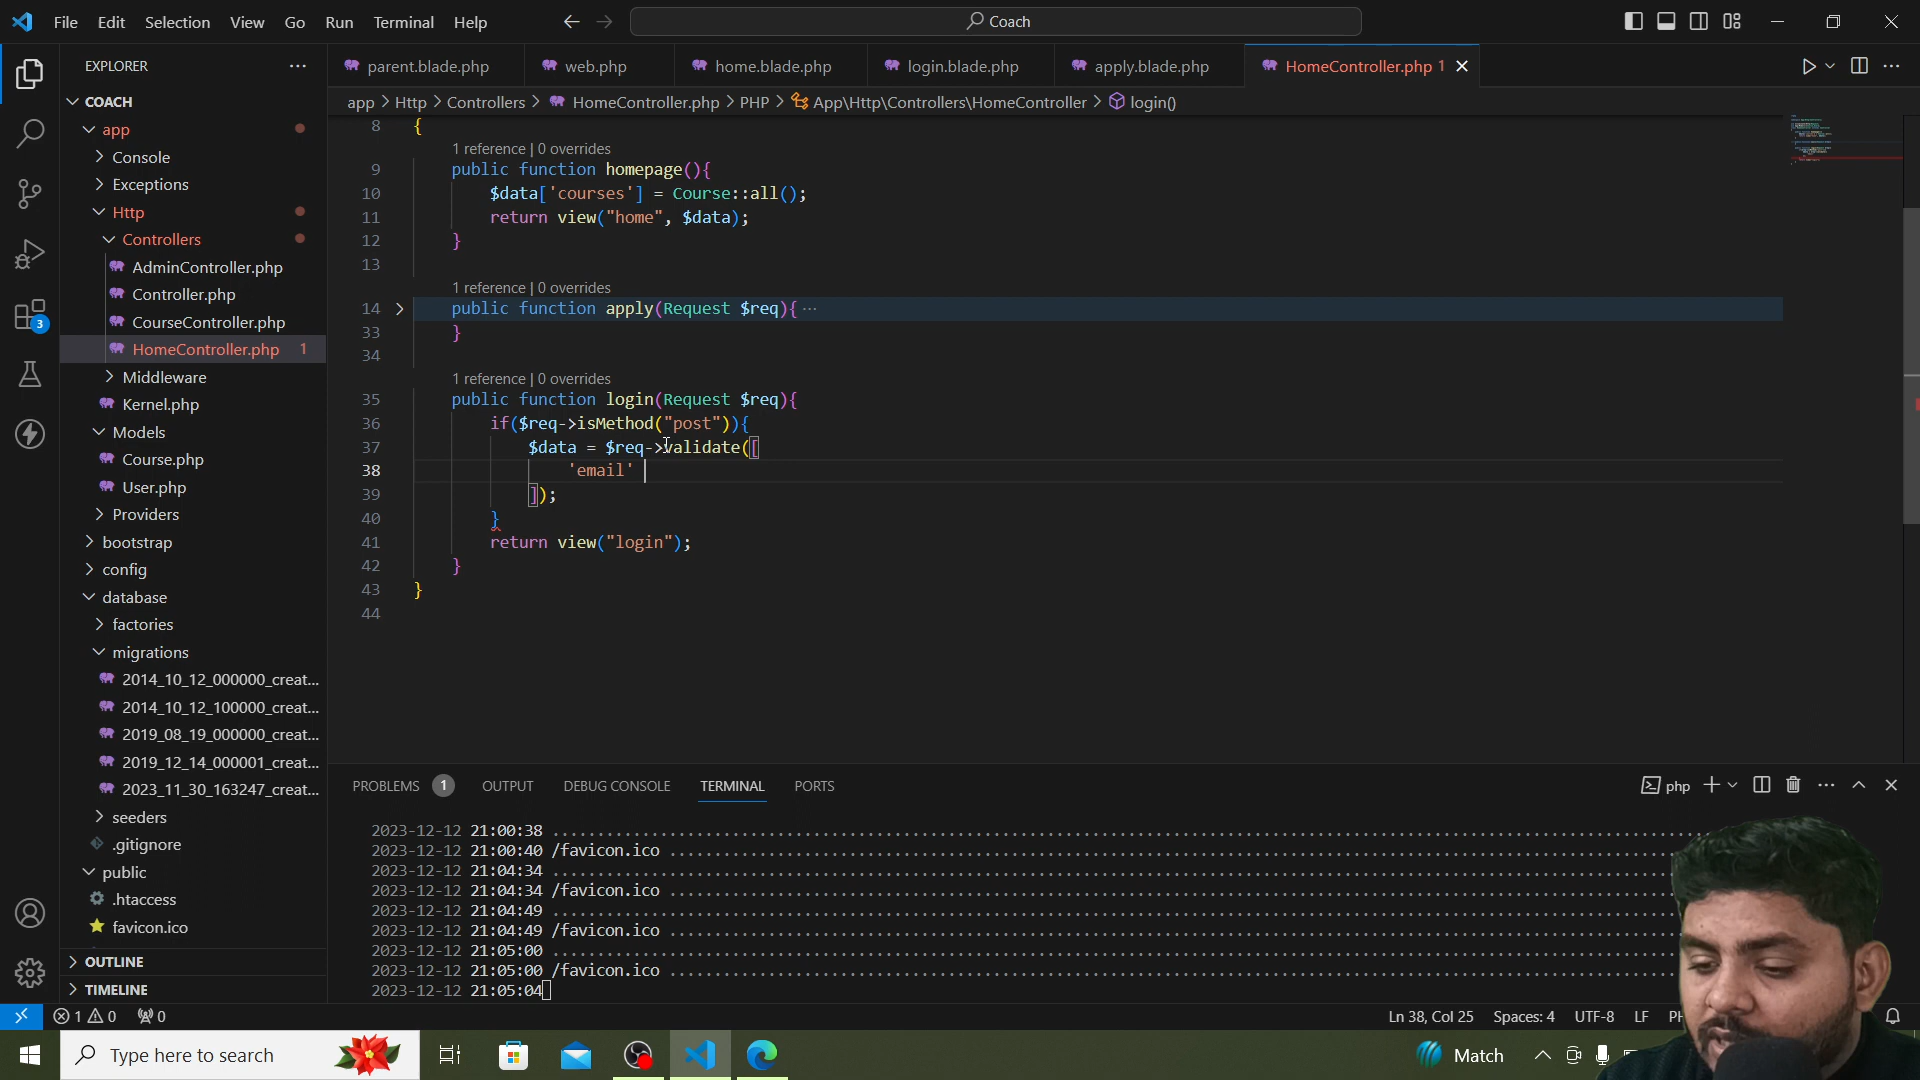 File Edit Selection View Go Run Terminal Help
Coach
EXPLORER
parent.blade.php
web.php
home.blade.php
login.blade.php
apply.blade.php
HomeController.php 1
app > Http > Controllers > HomeController.php > PHP > App\Http\Controllers\HomeController > login()
COACH
app
Console
Exceptions
Http
Controllers
AdminController.php
Controller.php
CourseController.php
HomeController.php 1
Middleware
Kernel.php
Models
Course.php
User.php
Providers
bootstrap
config
database
factories
migrations
2014_10_12_000000_creat...
2014_10_12_100000_creat...
2019_08_19_000000_creat...
2019_12_14_000001_creat...
2023_11_30_163247_creat...
seeders
.gitignore
public
.htaccess
favicon.ico
OUTLINE
TIMELINE
8 {
1 reference | 0 overrides
9 public function homepage(){
10 $data['courses'] = Course::all();
11 return view("home", $data);
12 }
13
1 reference | 0 overrides
14 public function apply(Request $req){ ...
33 }
34
1 reference | 0 overrides
35 public function login(Request $req){
36 if($req->isMethod("post")){
37 $data = $req->validate([
38 'email'
39 ]);
40 }
41 return view("login");
42 }
43 }
44
PROBLEMS 1 OUTPUT DEBUG CONSOLE TERMINAL PORTS
php
2023-12-12 21:00:38
2023-12-12 21:00:40 /favicon.ico
2023-12-12 21:04:34
2023-12-12 21:04:34 /favicon.ico
2023-12-12 21:04:49
2023-12-12 21:04:49 /favicon.ico
2023-12-12 21:05:00
2023-12-12 21:05:00 /favicon.ico
2023-12-12 21:05:04
3
1 0 0
Ln 38, Col 25 Spaces: 4 UTF-8 LF
Type here to search
Match